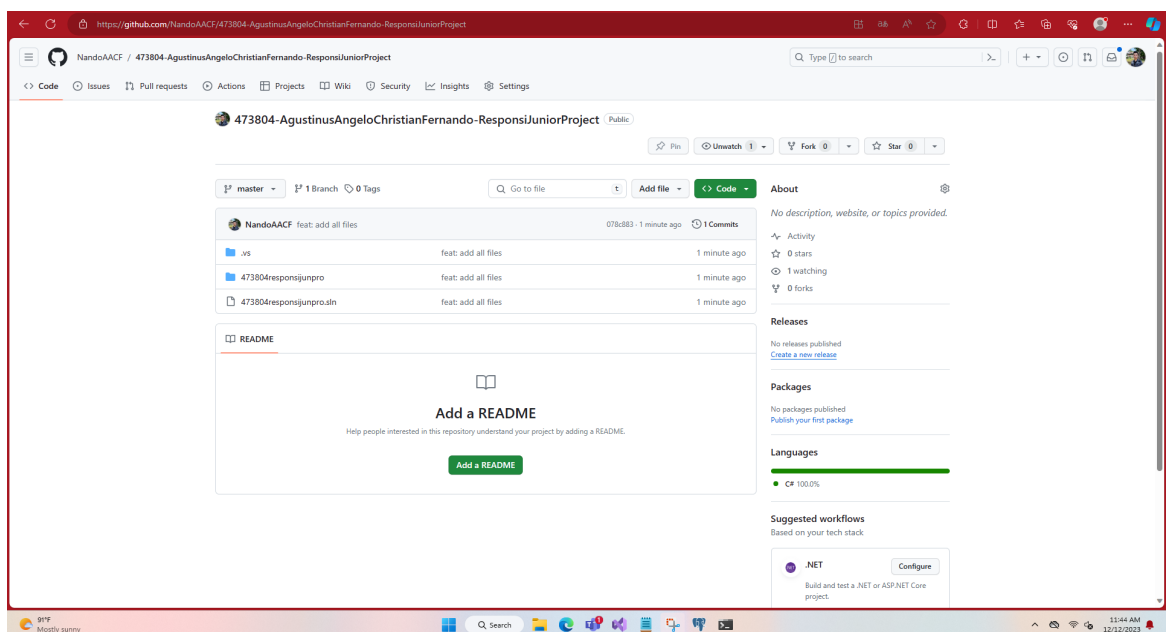 https://github.com/NandoAACF/473804-AgustinusAngeloChristianFernando-ResponsiJuniorProject
NandoAACF / 473804-AgustinusAngeloChristianFernando-ResponsiJuniorProject
Type / to search
Code Issues Pull requests Actions Projects Wiki Security Insights Settings
473804-AgustinusAngeloChristianFernando-ResponsiJuniorProject Public
Pin Unwatch 1 Fork 0 Star 0
master 1 Branch 0 Tags Go to file t Add file Code
NandoAACF feat: add all files 078c883 · 1 minute ago 1 Commits
.vs feat: add all files 1 minute ago
473804responsijunpro feat: add all files 1 minute ago
473804responsijunpro.sln feat: add all files 1 minute ago
README
Add a README
Help people interested in this repository understand your project by adding a README.
Add a README
About
No description, website, or topics provided.
Activity
0 stars
1 watching
0 forks
Releases
No releases published
Create a new release
Packages
No packages published
Publish your first package
Languages
C# 100.0%
Suggested workflows
Based on your tech stack
.NET Configure
Build and test a .NET or ASP.NET Core
project.
91°F
Mostly sunny
Search
11:44 AM
12/12/2023